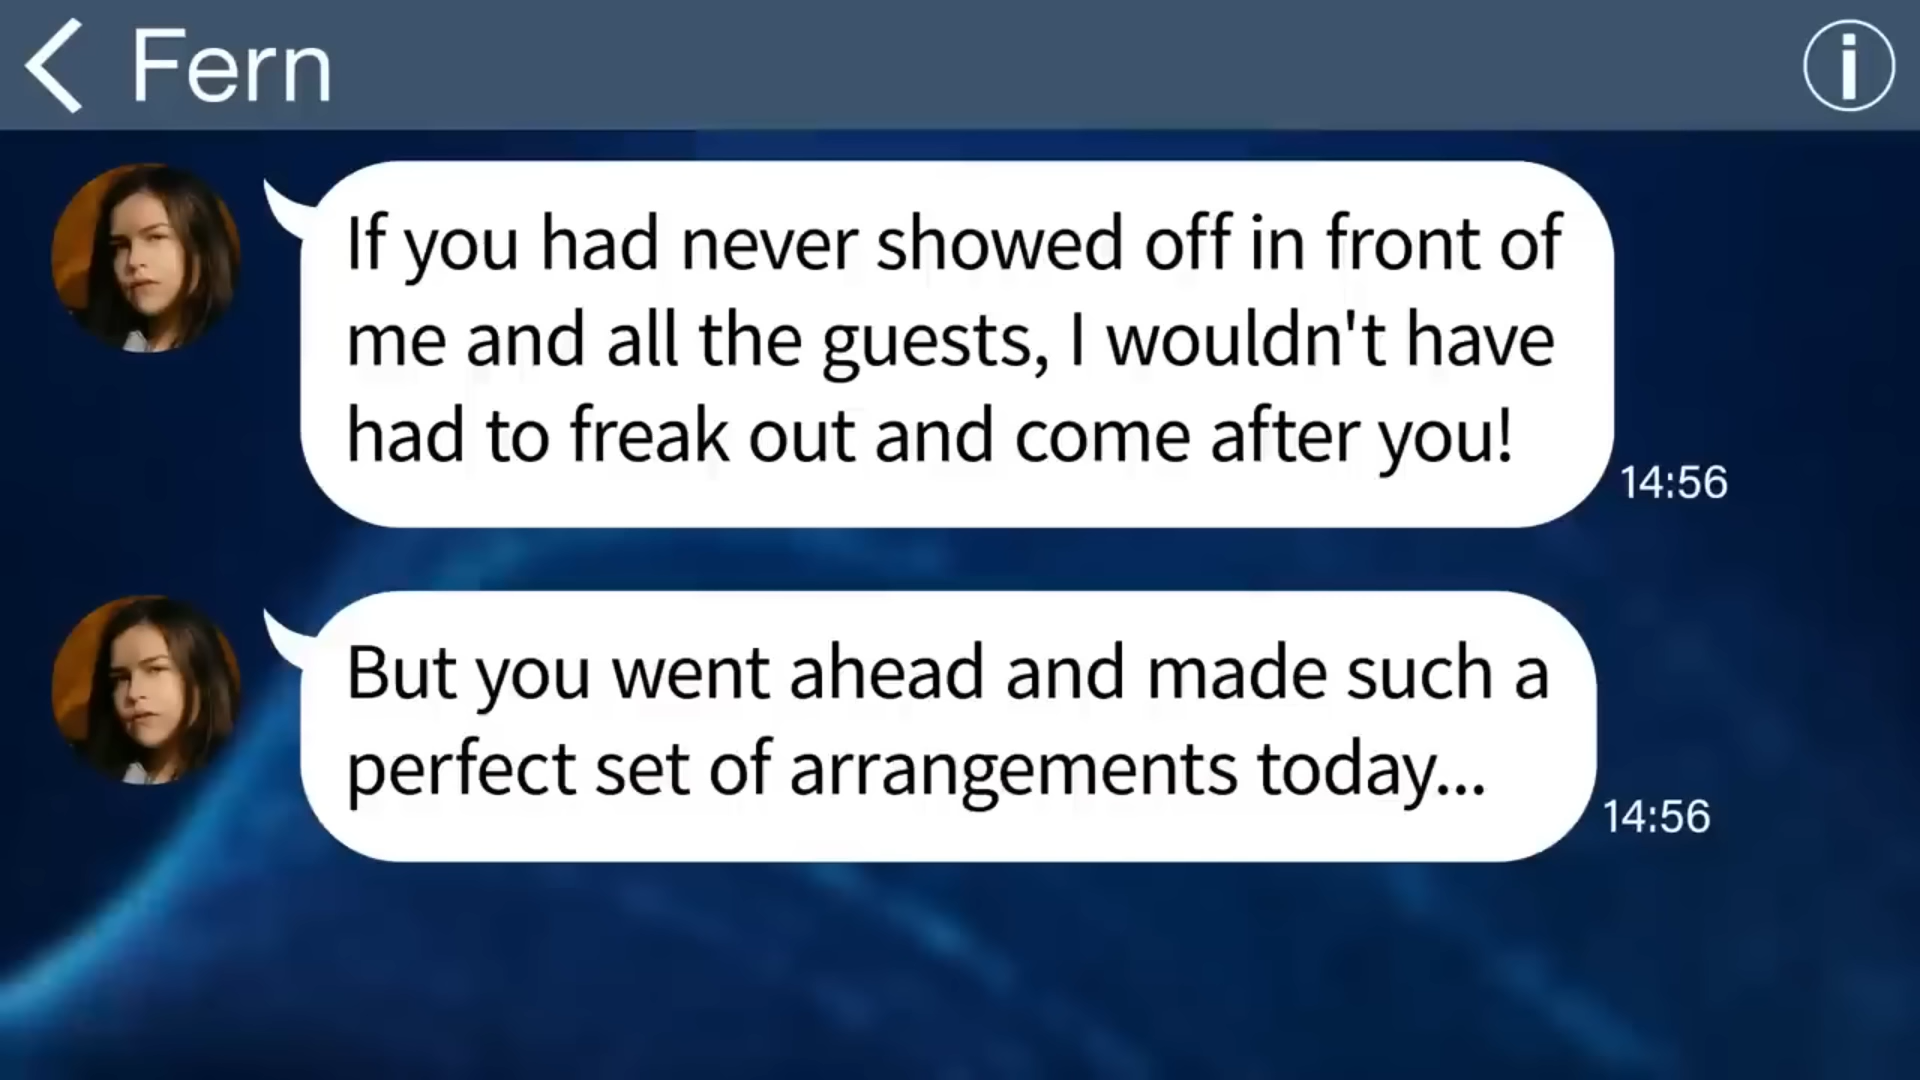 Fern
If you had never showed off in front of
me and all the guests, I wouldn't have
had to freak out and come after you!
14:56
But you went ahead and made such a
perfect set of arrangements today...
14:56